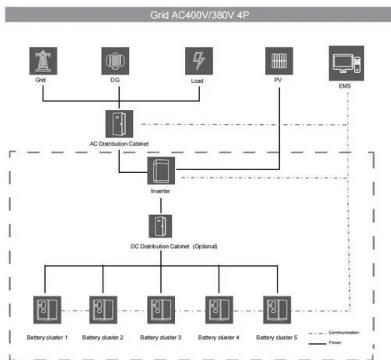 Grid AC400V/380V 4P
Grid
DG
Load
PV
EMS
AC Distribution Cabinet
Inverter
DC Distribution Cabinet (Optional)
Battery cluster 1
Battery cluster 2
Battery cluster 3
Battery cluster 4
Battery cluster 5
Communication
Power